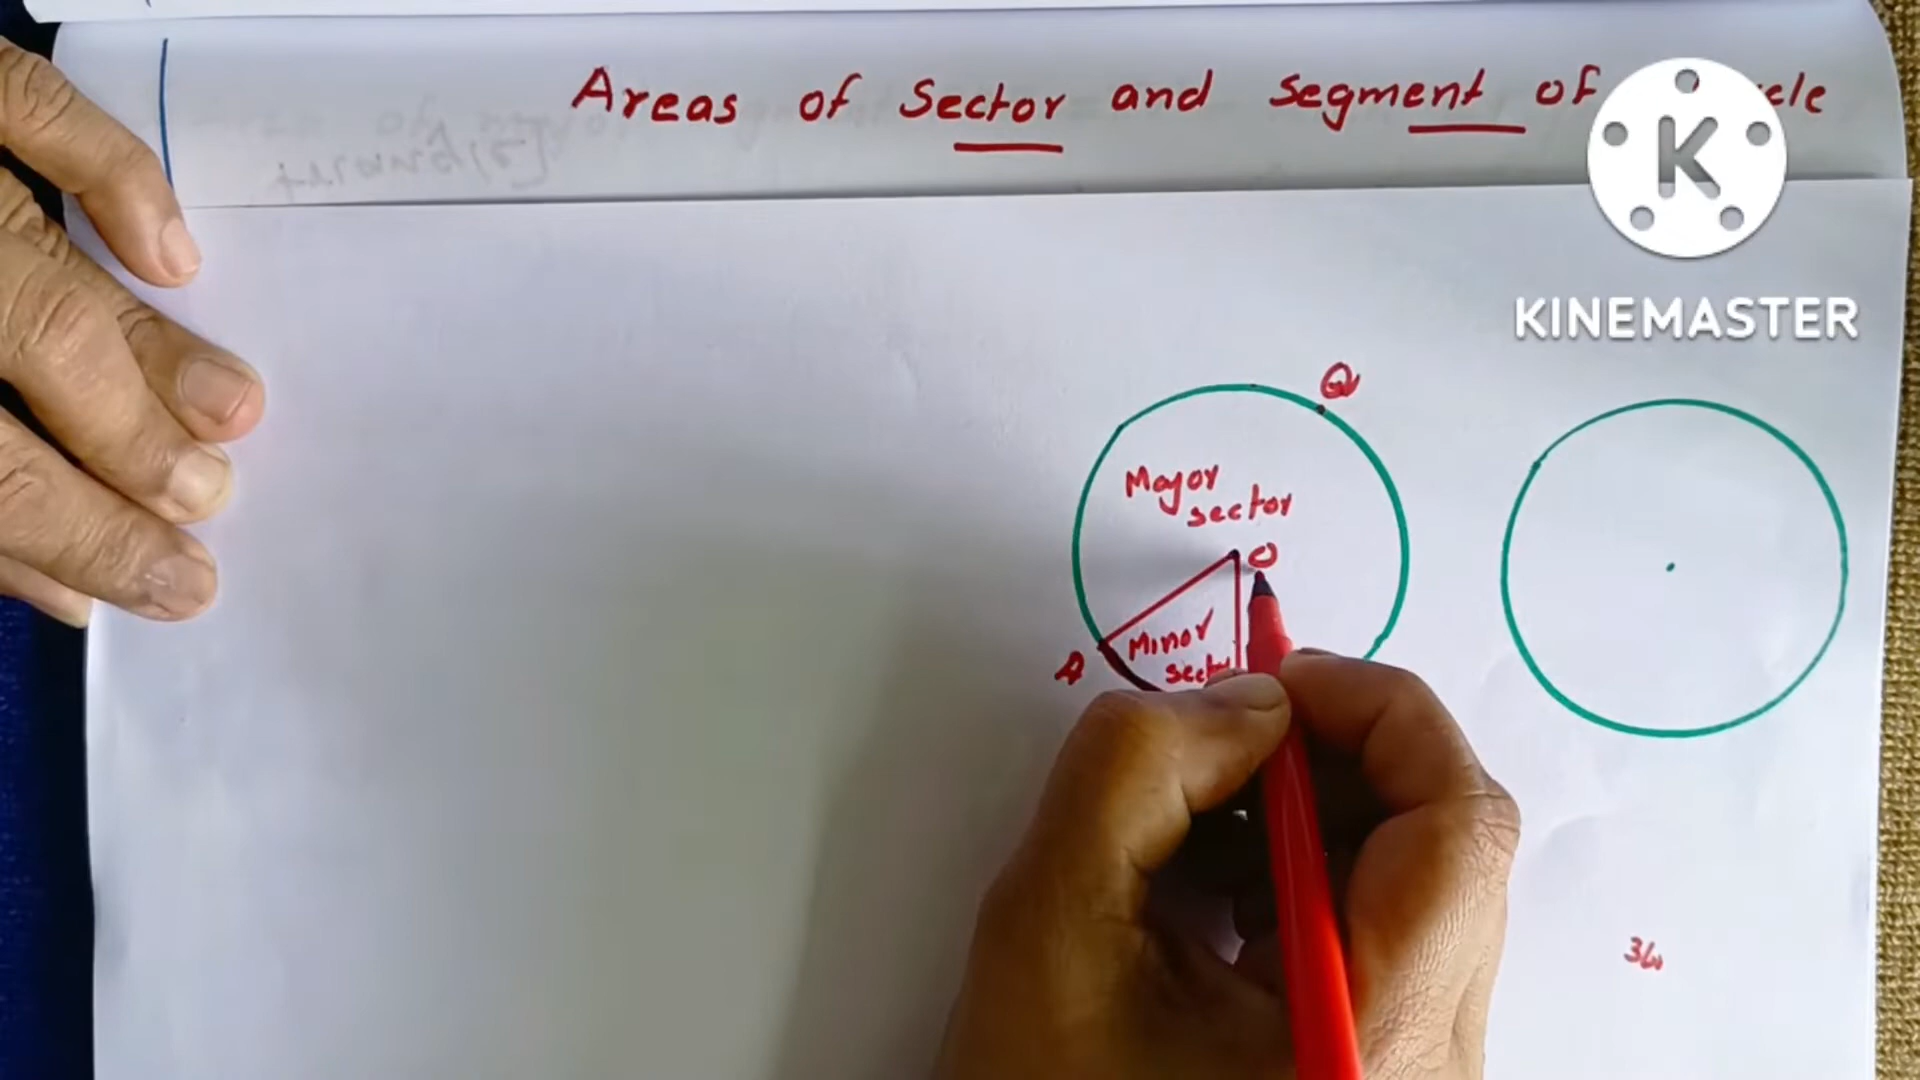 Areas of Sector and Segment of
K
KINEMASTER
Q
Major
sector
O
Minor
A